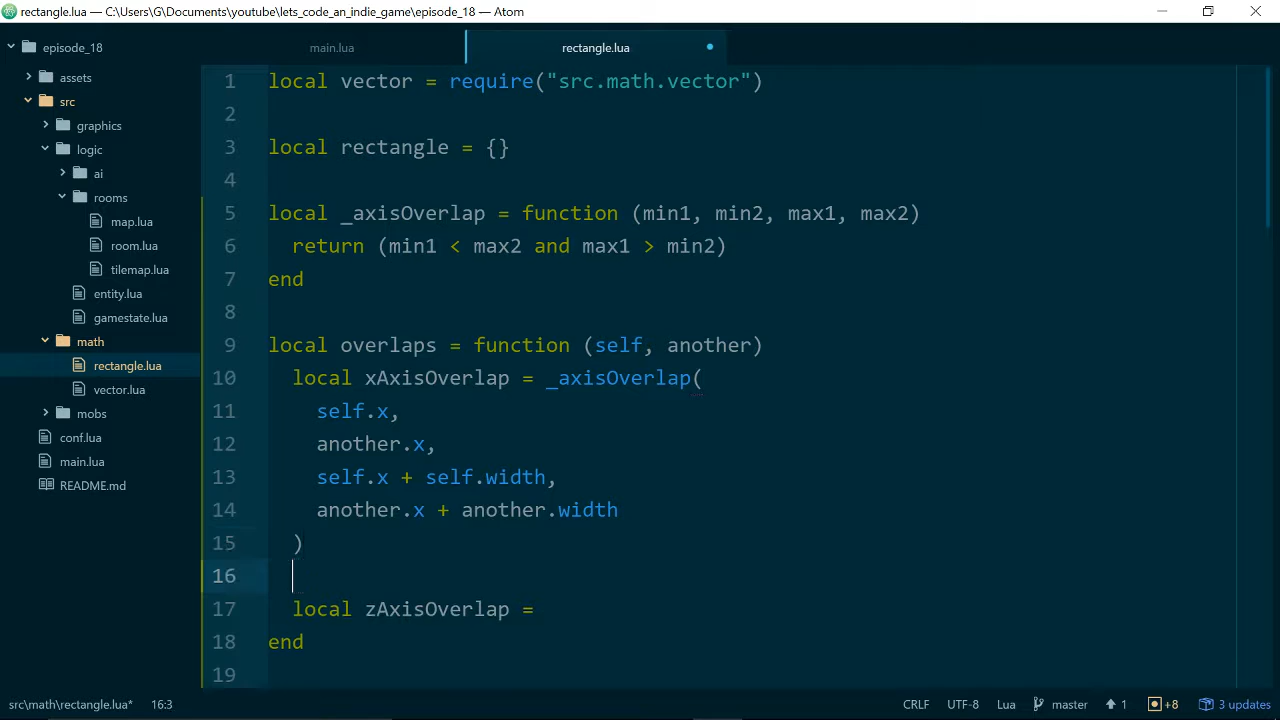 rectangle.lua — C:\Users\G\Documents\youtube\lets_code_an_indie_game\episode_18 — Atom
episode_18
main.lua
rectangle.lua
assets
src
graphics
logic
ai
rooms
map.lua
room.lua
tilemap.lua
entity.lua
gamestate.lua
math
rectangle.lua
vector.lua
mobs
conf.lua
main.lua
README.md
1 local vector = require("src.math.vector")
2
3 local rectangle = {}
4
5 local _axisOverlap = function (min1, min2, max1, max2)
6   return (min1 < max2 and max1 > min2)
7 end
8
9 local overlaps = function (self, another)
10   local xAxisOverlap = _axisOverlap(
11     self.x,
12     another.x,
13     self.x + self.width,
14     another.x + another.width
15   )
16
17   local zAxisOverlap =
18 end
19
src\math\rectangle.lua* 16:3 CRLF UTF-8 Lua master 1 +8 3 updates